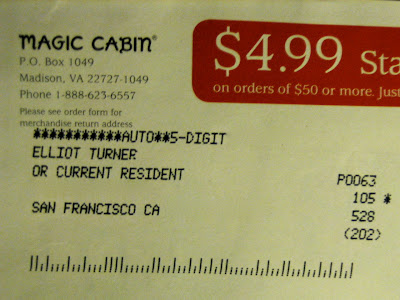 MAGIC CABIN®
P.O. Box 1049
Madison, VA 22727-1049
Phone 1-888-623-6557
Please see order form for
merchandise return address
$4.99 Sta
on orders of $50 or more. Just
***********AUTO**5-DIGIT
ELLIOT TURNER
OR CURRENT RESIDENT
SAN FRANCISCO CA
P0063
105 *
528
(202)